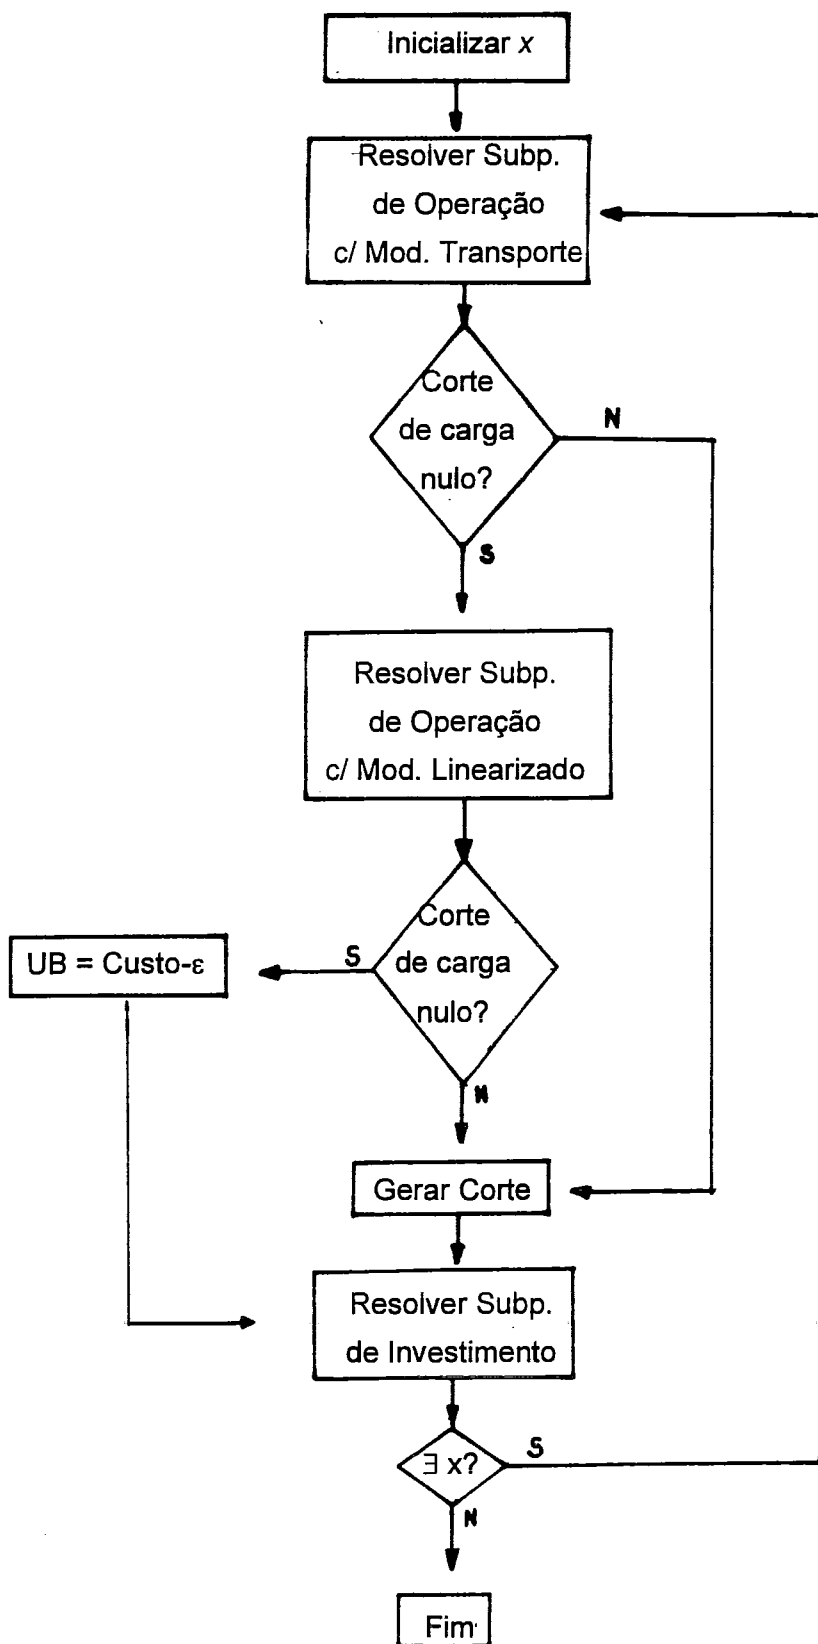 Inicializar x
Resolver Subp.
de Operação
c/ Mod. Transporte
Corte
de carga
nulo?
N
S
Resolver Subp.
de Operação
c/ Mod. Linearizado
Corte
de carga
nulo?
S
UB = Custo-ε
N
Gerar Corte
Resolver Subp.
de Investimento
∃ x?
S
N
Fim